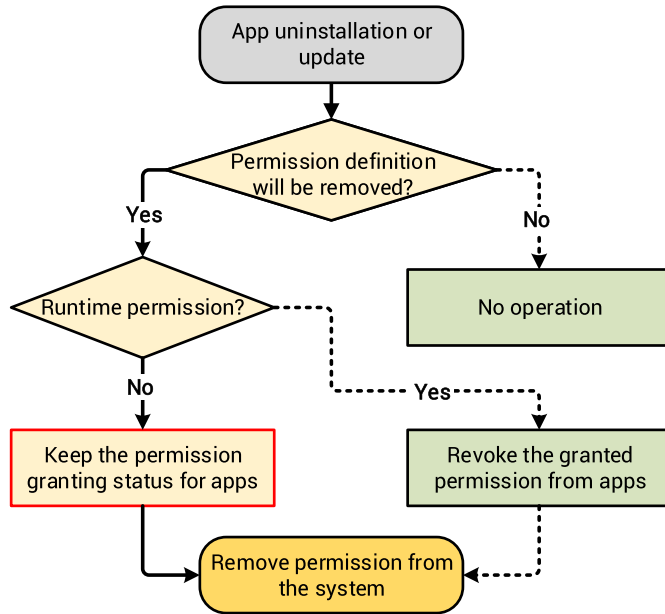 App uninstallation or
update
Permission definition
will be removed?
Yes
No
Runtime permission?
No operation
No
Yes
Keep the permission
granting status for apps
Revoke the granted
permission from apps
Remove permission from
the system